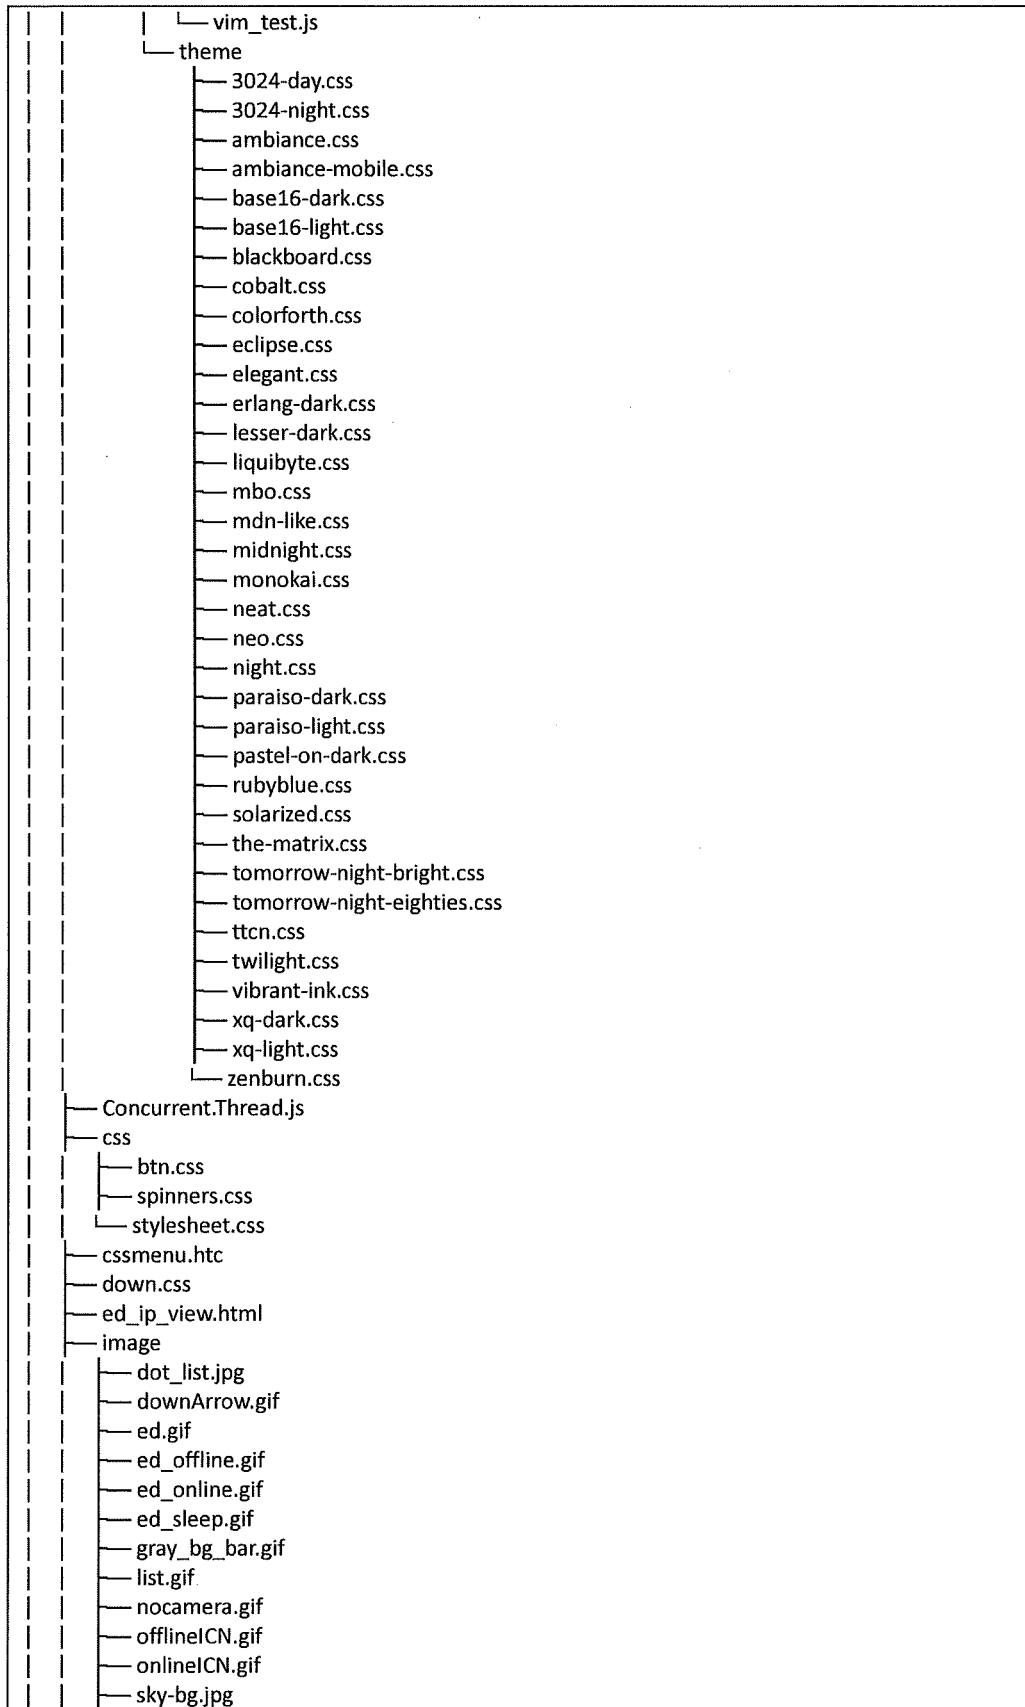 vim_test.js
theme
3024-day.css
3024-night.css
ambiance.css
ambiance-mobile.css
base16-dark.css
base16-light.css
blackboard.css
cobalt.css
colorforth.css
eclipse.css
elegant.css
erlang-dark.css
lesser-dark.css
liquibyte.css
mbo.css
mdn-like.css
midnight.css
monokai.css
neat.css
neo.css
night.css
paraiso-dark.css
paraiso-light.css
pastel-on-dark.css
rubyblue.css
solarized.css
the-matrix.css
tomorrow-night-bright.css
tomorrow-night-eighties.css
ttcn.css
twilight.css
vibrant-ink.css
xq-dark.css
xq-light.css
zenburn.css
Concurrent.Thread.js
css
btn.css
spinners.css
stylesheet.css
cssmenu.htc
down.css
ed_ip_view.html
image
dot_list.jpg
downArrow.gif
ed.gif
ed_offline.gif
ed_online.gif
ed_sleep.gif
gray_bg_bar.gif
list.gif
nocamera.gif
offlineICN.gif
onlineICN.gif
sky-bg.jpg